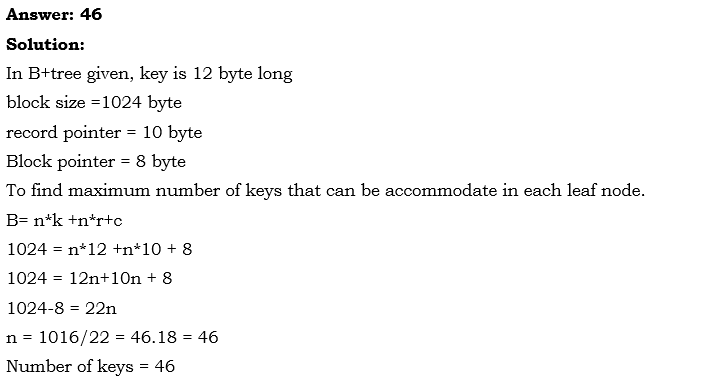 Answer: 46
Solution:
In B+tree given, key is 12 byte long
block size =1024 byte
record pointer = 10 byte
Block pointer = 8 byte
To find maximum number of keys that can be accommodate in each leaf node.
B= n*k +n*r+c
1024 = n*12 +n*10 + 8
1024 = 12n+10n + 8
1024-8 = 22n
n = 1016/22 = 46.18 = 46
Number of keys = 46